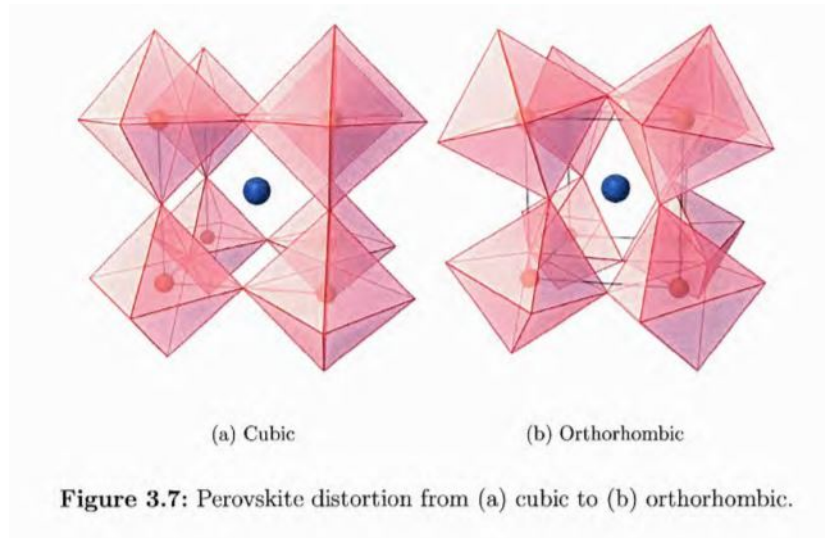 (a) Cubic
(b) Orthorhombic
Figure 3.7: Perovskite distortion from (a) cubic to (b) orthorhombic.